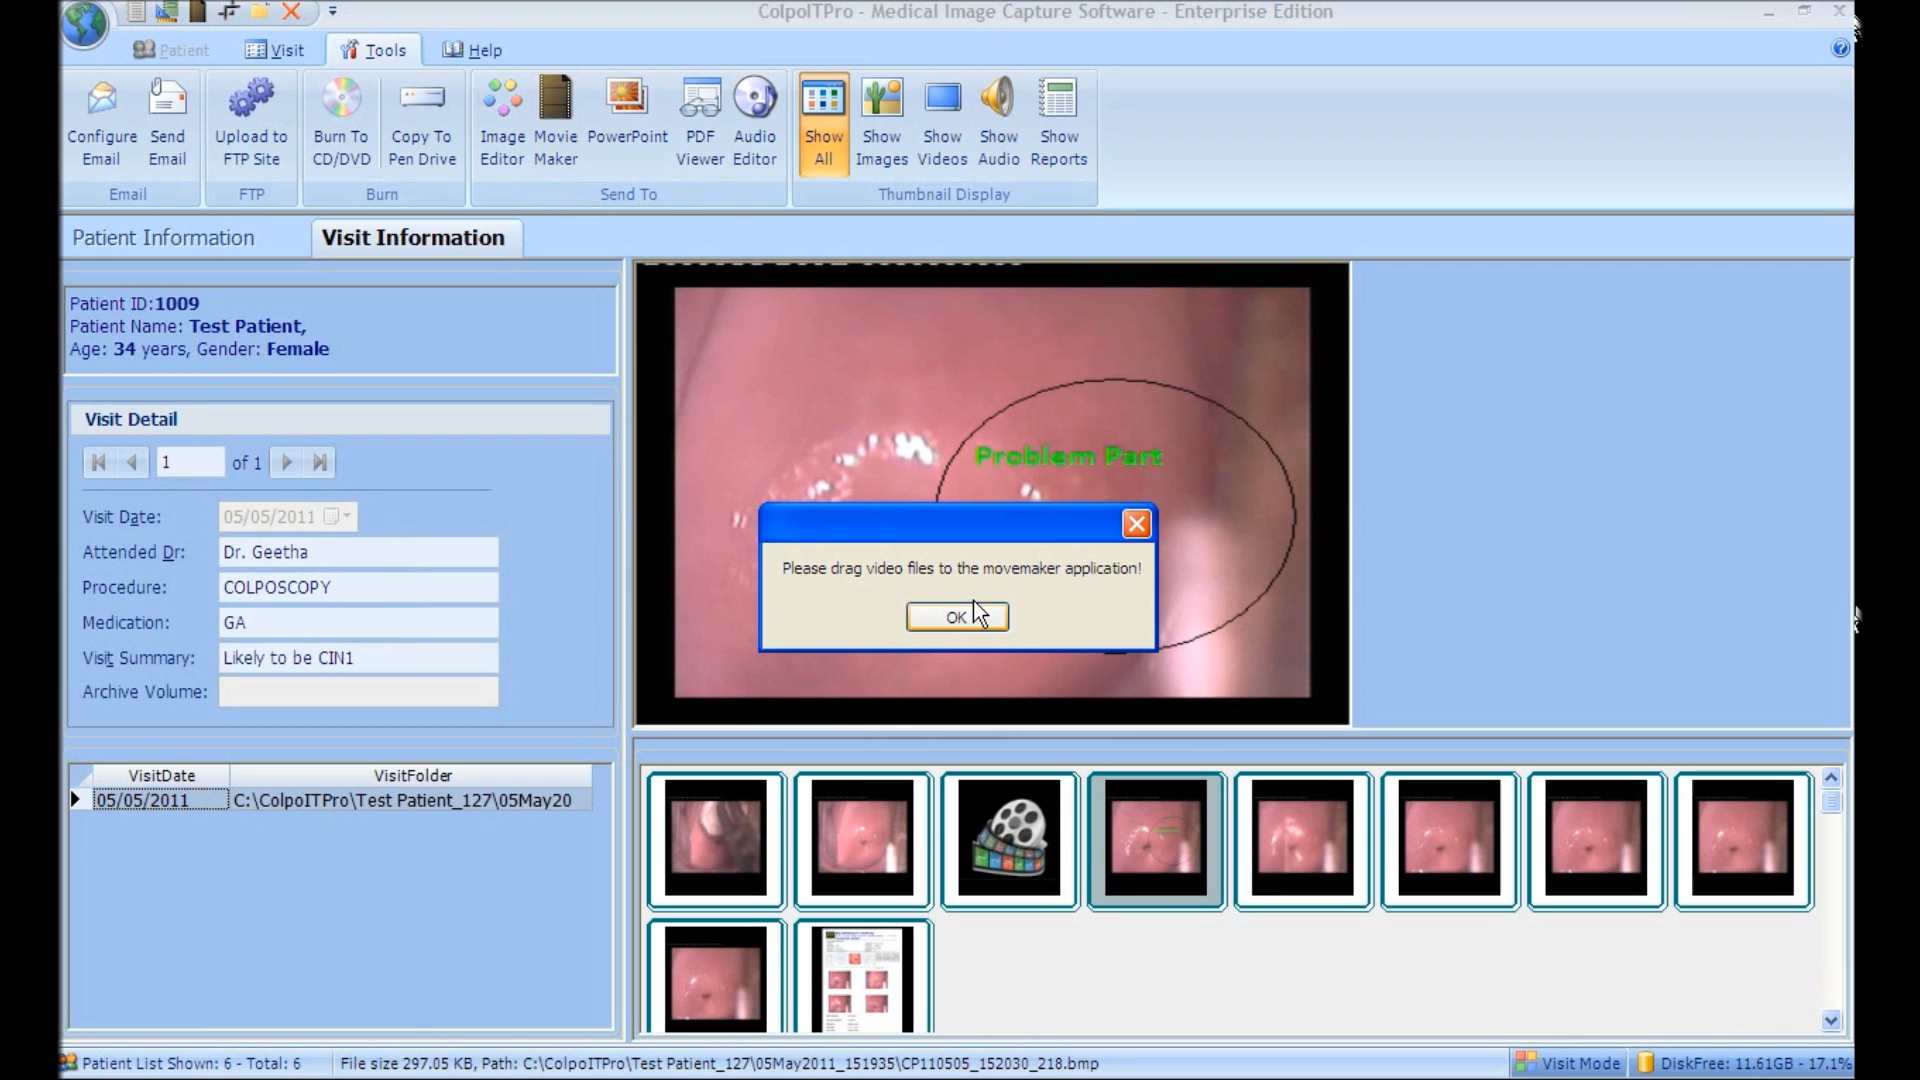 ColpoITPro - Medical Image Capture Software - Enterprise Edition
Patient
Visit
Tools
Help
Configure Email
Send Email
Upload to FTP Site
Burn To CD/DVD
Copy To Pen Drive
Image Editor
Movie Maker
PowerPoint
PDF Viewer
Audio Editor
Show All
Show Images
Show Videos
Show Audio
Show Reports
Email
FTP
Burn
Send To
Thumbnail Display
Patient Information
Visit Information
Patient ID:1009
Patient Name: Test Patient,
Age: 34 years, Gender: Female
Visit Detail
1 of 1
Visit Date: 05/05/2011
Attended Dr: Dr. Geetha
Procedure: COLPOSCOPY
Medication: GA
Visit Summary: Likely to be CIN1
Archive Volume:
Problem Part
Please drag video files to the movemaker application!
OK
VisitDate VisitFolder
05/05/2011 C:\ColpoITPro\Test Patient_127\05May20
Patient List Shown: 6 - Total: 6
File size 297.05 KB, Path: C:\ColpoITPro\Test Patient_127\05May2011_151935\CP110505_152030_218.bmp
Visit Mode
DiskFree: 11.61GB - 17.1%